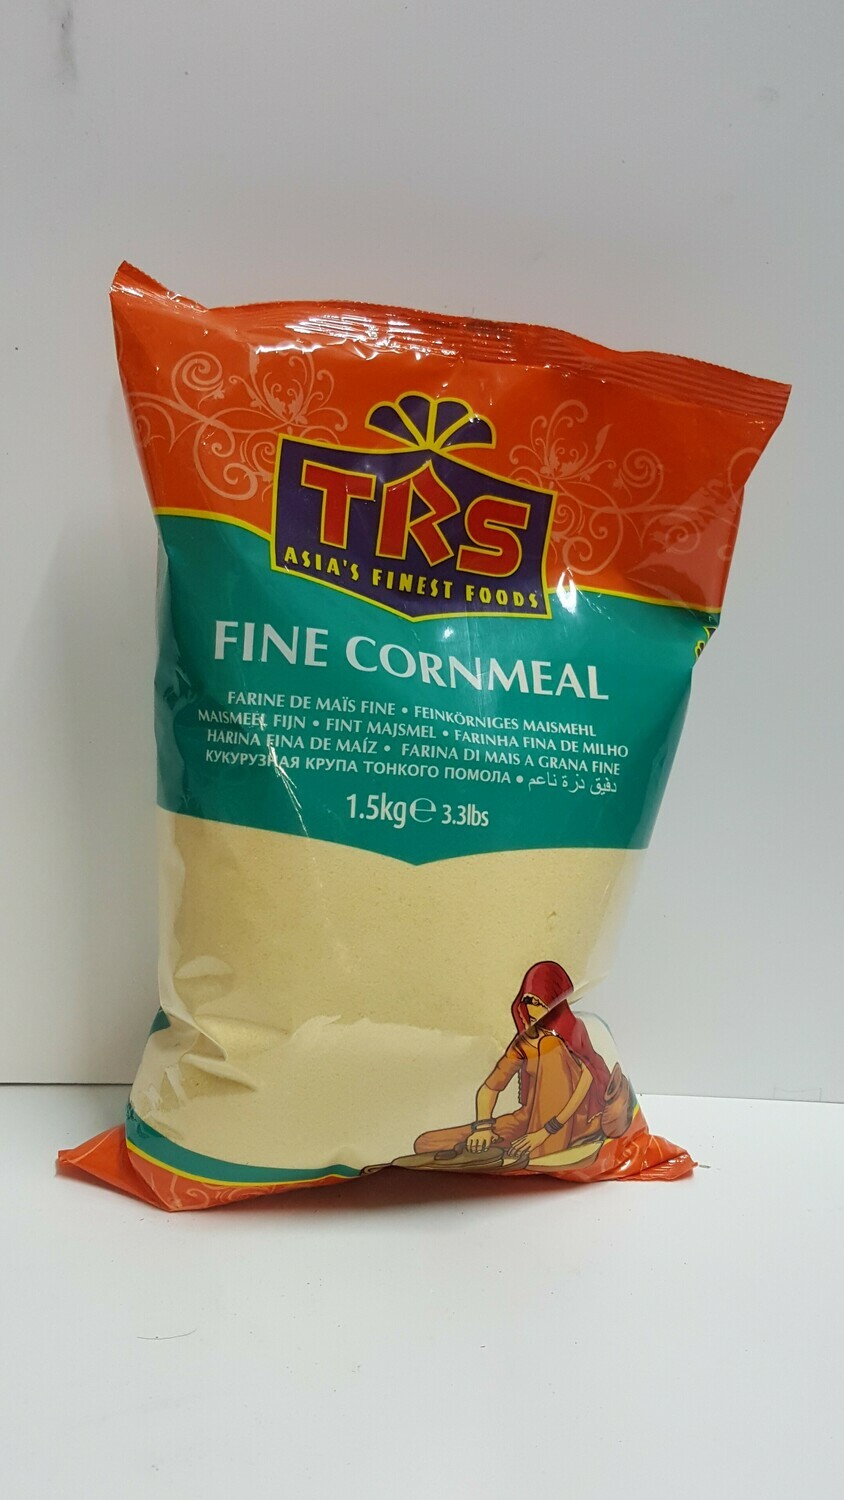 TRS
ASIA'S FINEST FOODS
FINE CORNMEAL
FARINE DE MAÏS FINE • FEINKÖRNIGES MAISMEHL
MAISMEEL FIJN • FINT MAJSMEL • FARINHA FINA DE MILHO
HARINA FINA DE MAÍZ • FARINA DI MAIS A GRANA FINE
КУКУРУЗНАЯ КРУПА ТОНКОГО ПОМОЛА • دقيق ذرة ناعم
1.5kg℮ 3.3lbs